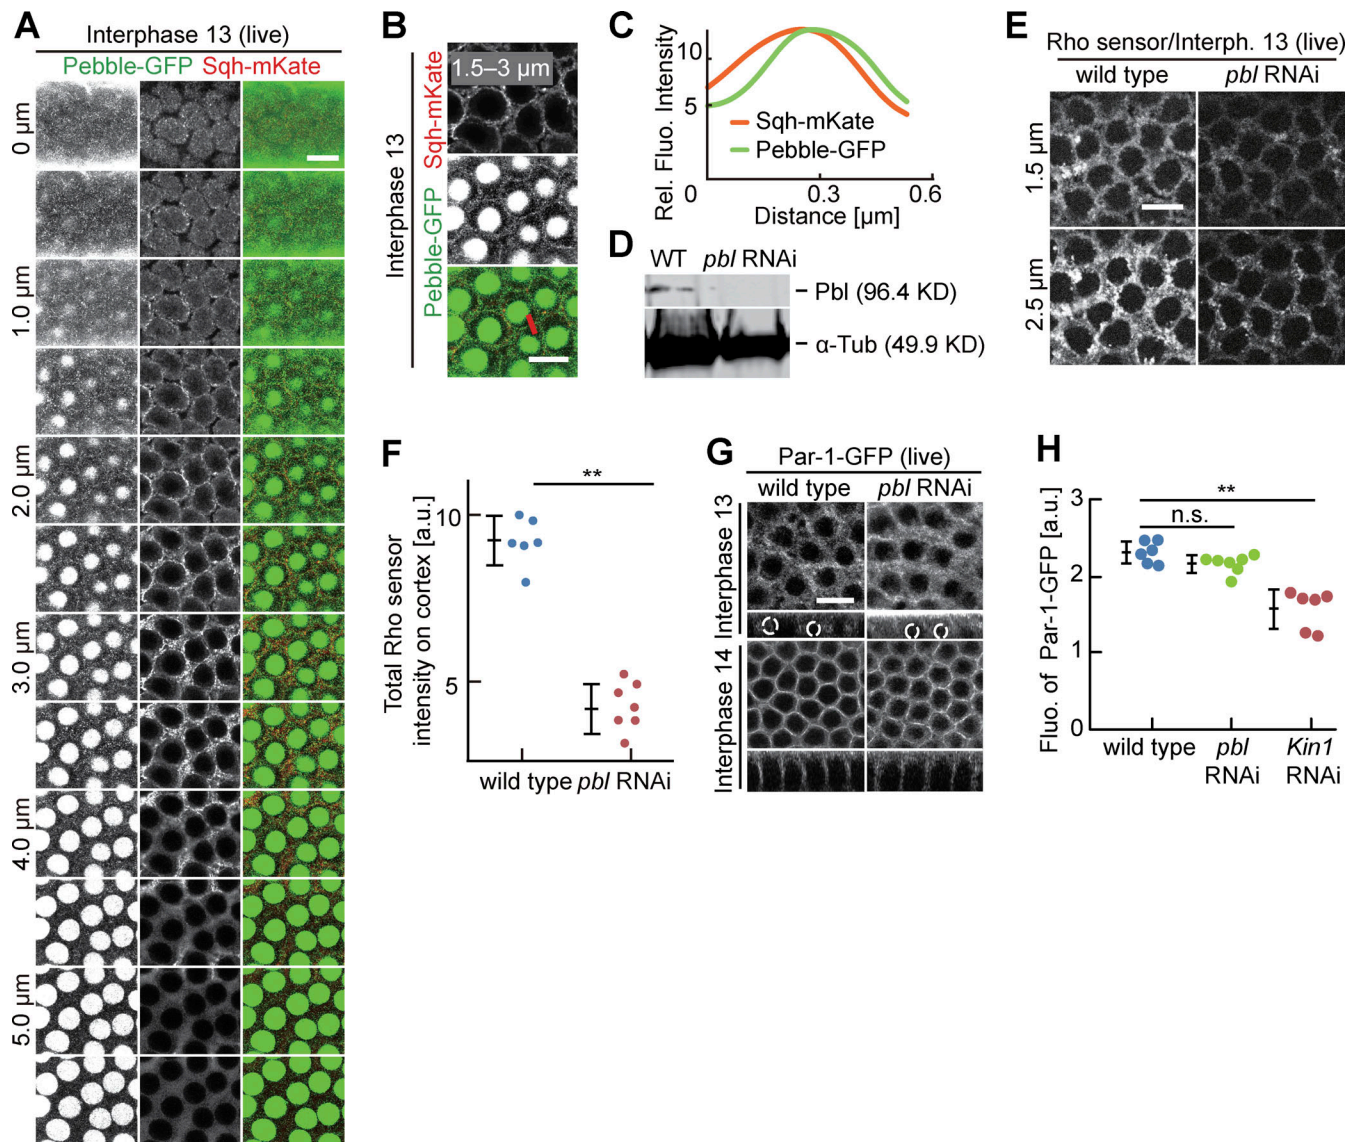 A
Interphase 13 (live)
Pebble-GFP Sqh-mKate
0 µm
1.0 µm
2.0 µm
3.0 µm
4.0 µm
5.0 µm
B
Interphase 13
Pebble-GFP Sqh-mKate
1.5–3 µm
C
Rel. Fluo. Intensity
10
5
Sqh-mKate
Pebble-GFP
0
0.3
0.6
Distance [µm]
D
WT pbl RNAi
Pbl (96.4 KD)
α-Tub (49.9 KD)
E
Rho sensor/Interph. 13 (live)
wild type pbl RNAi
1.5 µm
2.5 µm
F
Total Rho sensor
intensity on cortex [a.u.]
10
5
**
wild type pbl RNAi
G
Par-1-GFP (live)
wild type pbl RNAi
Interphase 13
Interphase 14
H
Fluo. of Par-1-GFP [a.u.]
3
2
1
0
**
n.s.
wild type pbl Kin1
RNAi RNAi